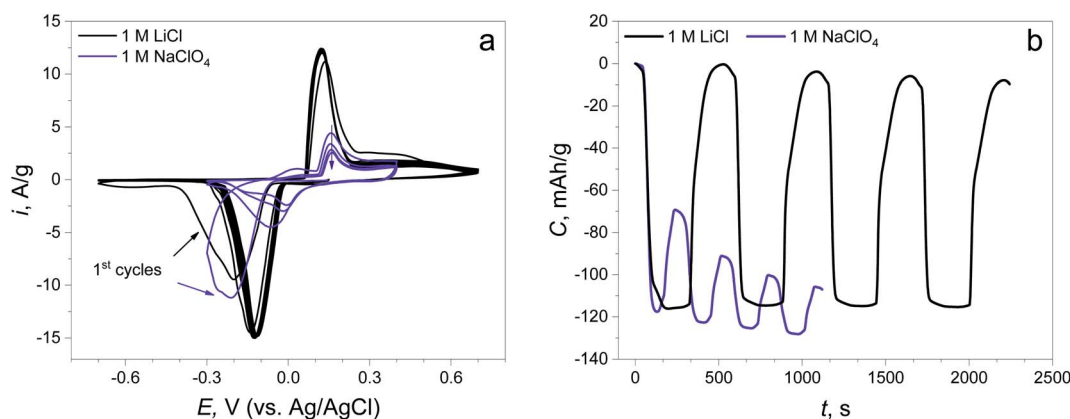 a
1 M LiCl
1 M NaClO4
1st cycles
i, A/g
15
10
5
0
-5
-10
-15
-0.6
-0.3
0.0
0.3
0.6
E, V (vs. Ag/AgCl)
b
1 M LiCl
1 M NaClO4
C, mAh/g
20
0
-20
-40
-60
-80
-100
-120
-140
0
500
1000
1500
2000
2500
t, s